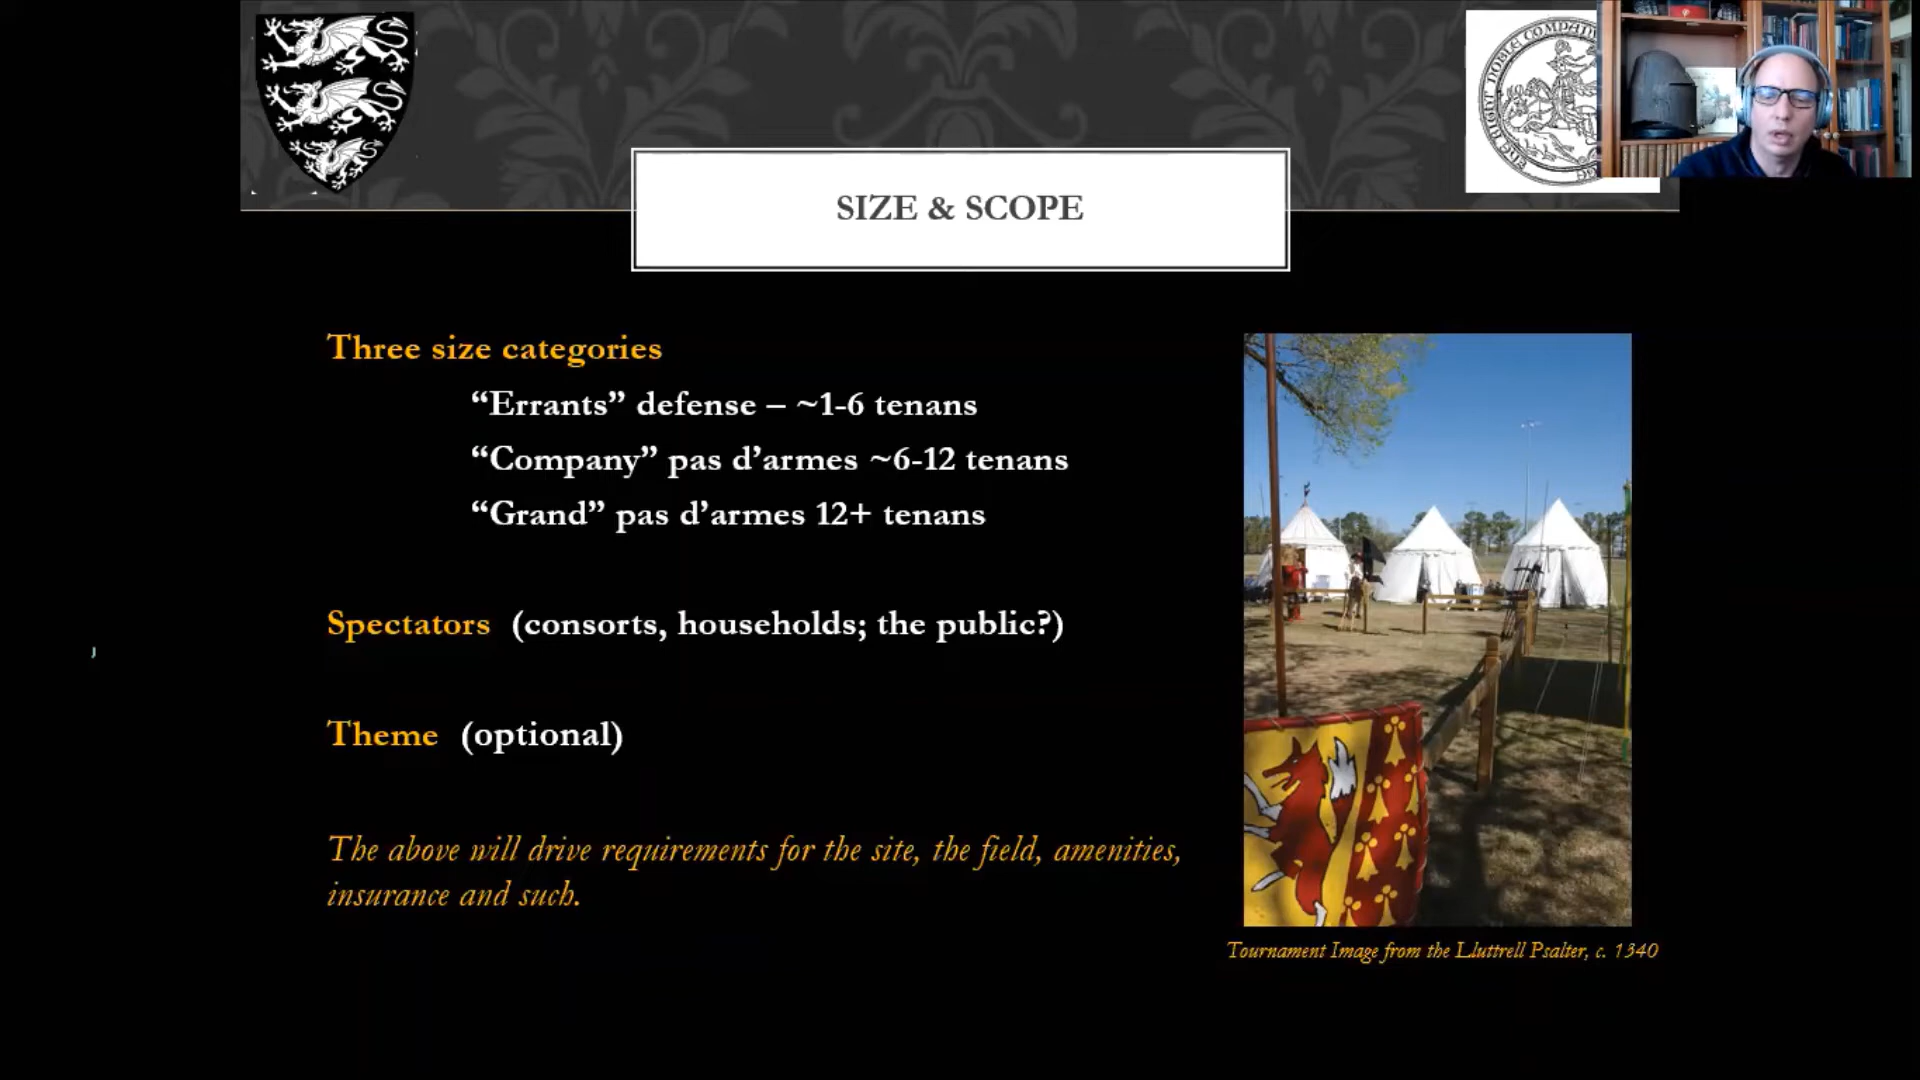 SIZE & SCOPE
Three size categories
“Errants” defense – ~1-6 tenans
“Company” pas d’armes ~6-12 tenans
“Grand” pas d’armes 12+ tenans
Spectators (consorts, households; the public?)
Theme (optional)
The above will drive requirements for the site, the field, amenities,
insurance and such.
Tournament Image from the Lluttrell Psalter, c. 1340